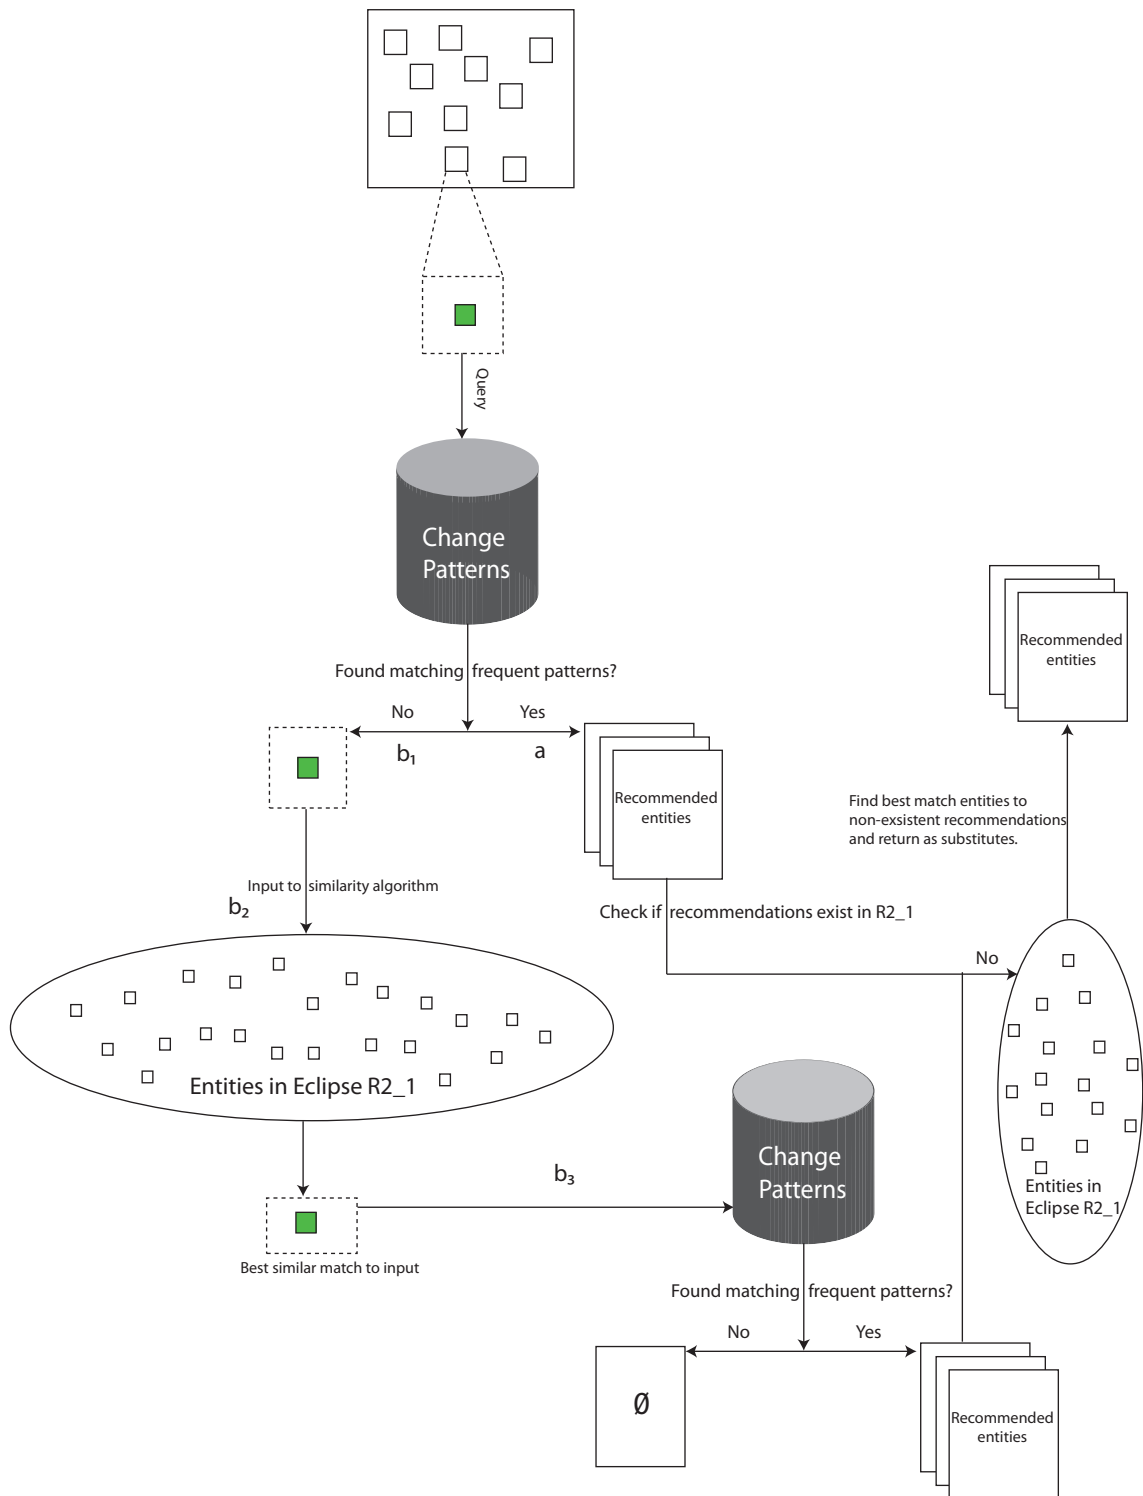 Query
Change
Patterns
Found matching frequent patterns?
No
Yes
b₁
a
Recommended
entities
Recommended
entities
Find best match entities to
non-exsistent recommendations
and return as substitutes.
Input to similarity algorithm
b₂
Check if recommendations exist in R2_1
No
Entities in Eclipse R2_1
Change
Patterns
b₃
Entities in
Eclipse R2_1
Best similar match to input
Found matching frequent patterns?
No
Yes
Ø
Recommended
entities